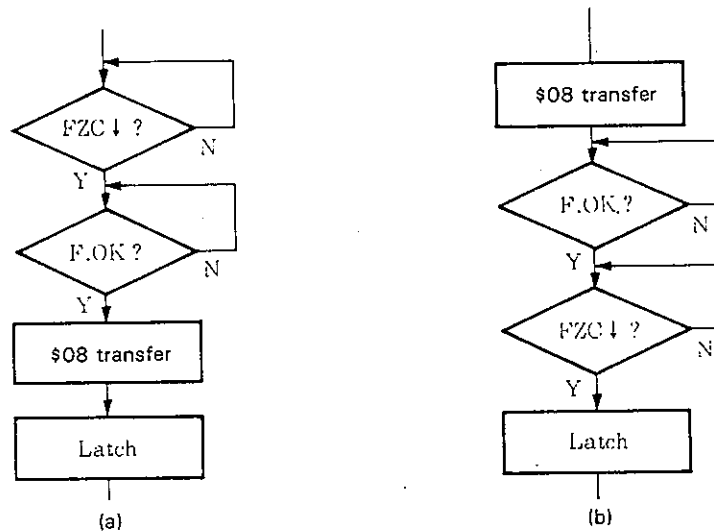 FZC ↓ ?
N
Y
F.OK ?
N
Y
$08 transfer
Latch
(a)
$08 transfer
F.OK.?
N
Y
FZC ↓ ?
N
Y
Latch
(b)